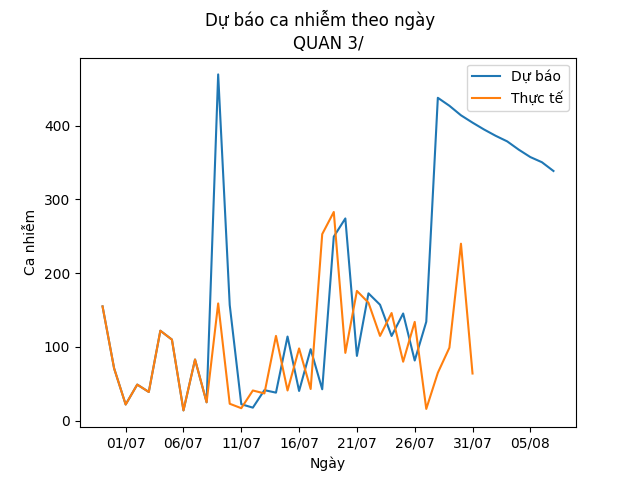 Dự báo ca nhiễm theo ngày
QUAN 3/
Dự báo
Thực tế
Ca nhiễm
400
300
200
100
0
01/07 06/07 11/07 16/07 21/07 26/07 31/07 05/08
Ngày